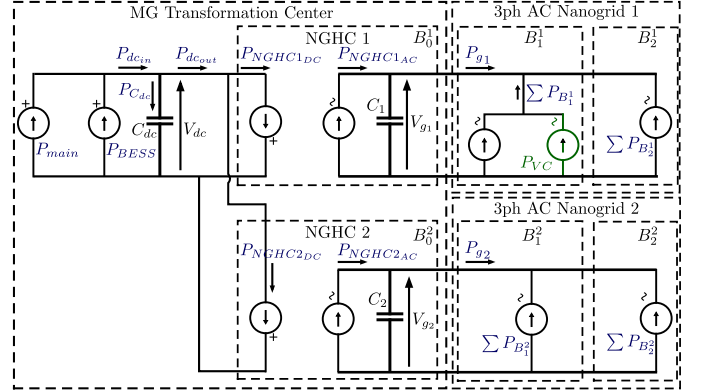 MG Transformation Center
3ph AC Nanogrid 1
NGHC 1
B_0^1
B_1^1
B_2^1
P_{dc_{in}}
P_{dc_{out}}
P_{NGHC1_{DC}}
P_{NGHC1_{AC}}
P_{g_1}
P_{C_{dc}}
∑ P_{B_1^1}
+
+
C_{dc}
V_{dc}
C_1
V_{g_1}
P_{main}
P_{BESS}
+
P_{VC}
∑ P_{B_2^1}
3ph AC Nanogrid 2
NGHC 2
B_0^2
B_1^2
B_2^2
P_{NGHC2_{DC}}
P_{NGHC2_{AC}}
P_{g_2}
C_2
V_{g_2}
+
∑ P_{B_1^2}
∑ P_{B_2^2}